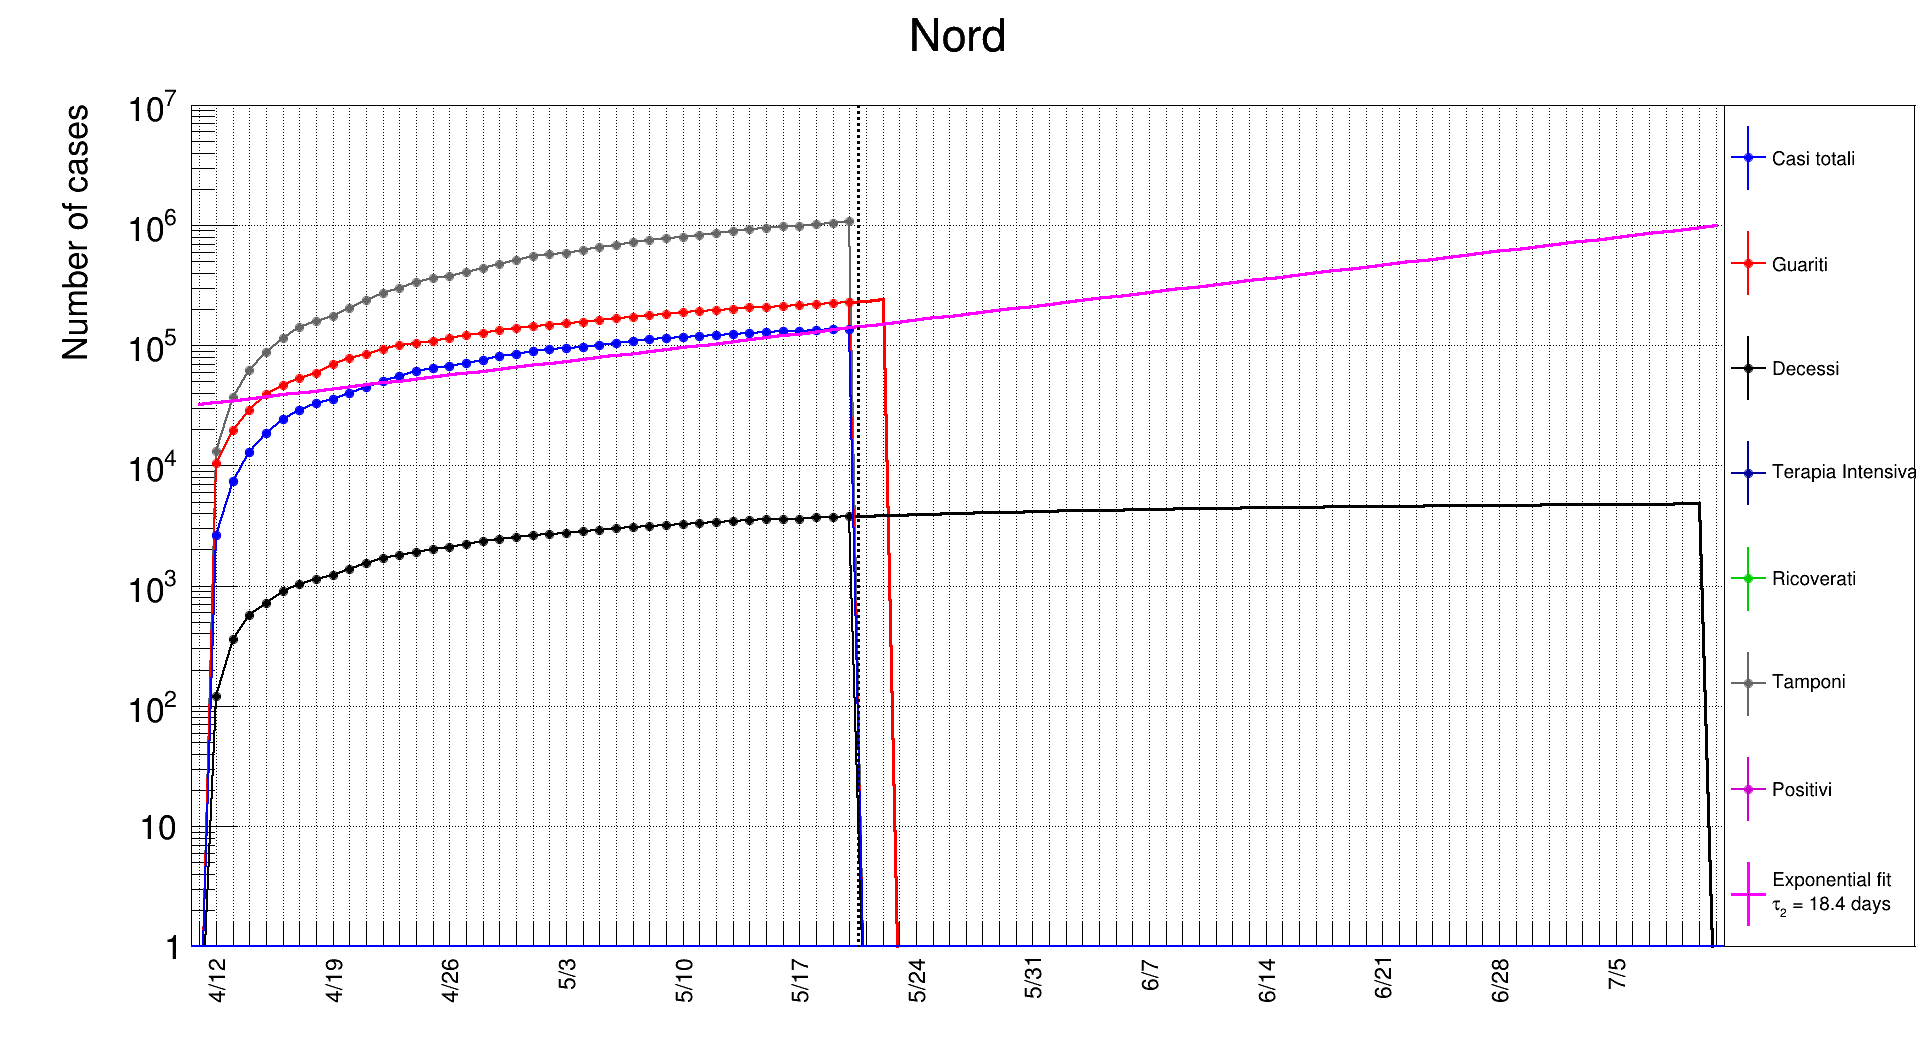 Nord
Number of cases
10^7
10^6
10^5
10^4
10^3
10^2
10
1
4/12
4/19
4/26
5/3
5/10
5/17
5/24
5/31
6/7
6/14
6/21
6/28
7/5
Casi totali
Guariti
Decessi
Terapia Intensiva
Ricoverati
Tamponi
Positivi
Exponential fit
τ₂ = 18.4 days